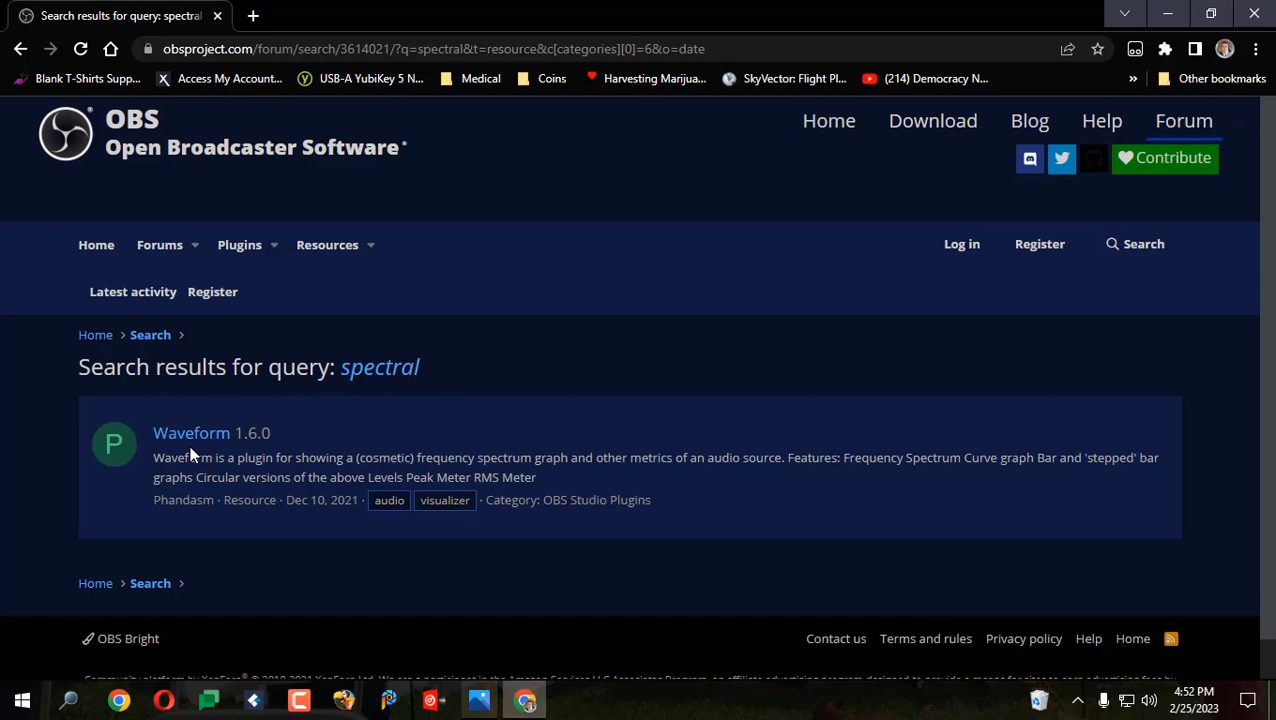 Search results for query: spectral
obsproject.com/forum/search/3614021/?q=spectral&t=resource&c[categories][0]=6&o=date
Blank T-Shirts Supp...
Access My Account...
USB-A YubiKey 5 N...
Medical
Coins
Harvesting Marijua...
SkyVector: Flight Pl...
(214) Democracy N...
»
Other bookmarks
OBS
Open Broadcaster Software
Home Download Blog Help Forum
Contribute
Home Forums Plugins Resources
Log in Register Search
Latest activity Register
Home > Search >
Search results for query: spectral
P
Waveform 1.6.0
Waveform is a plugin for showing a (cosmetic) frequency spectrum graph and other metrics of an audio source. Features: Frequency Spectrum Curve graph Bar and 'stepped' bar
graphs Circular versions of the above Levels Peak Meter RMS Meter
Phandasm · Resource · Dec 10, 2021 · audio visualizer · Category: OBS Studio Plugins
Home > Search >
OBS Bright
Contact us Terms and rules Privacy policy Help Home
4:52 PM
2/25/2023